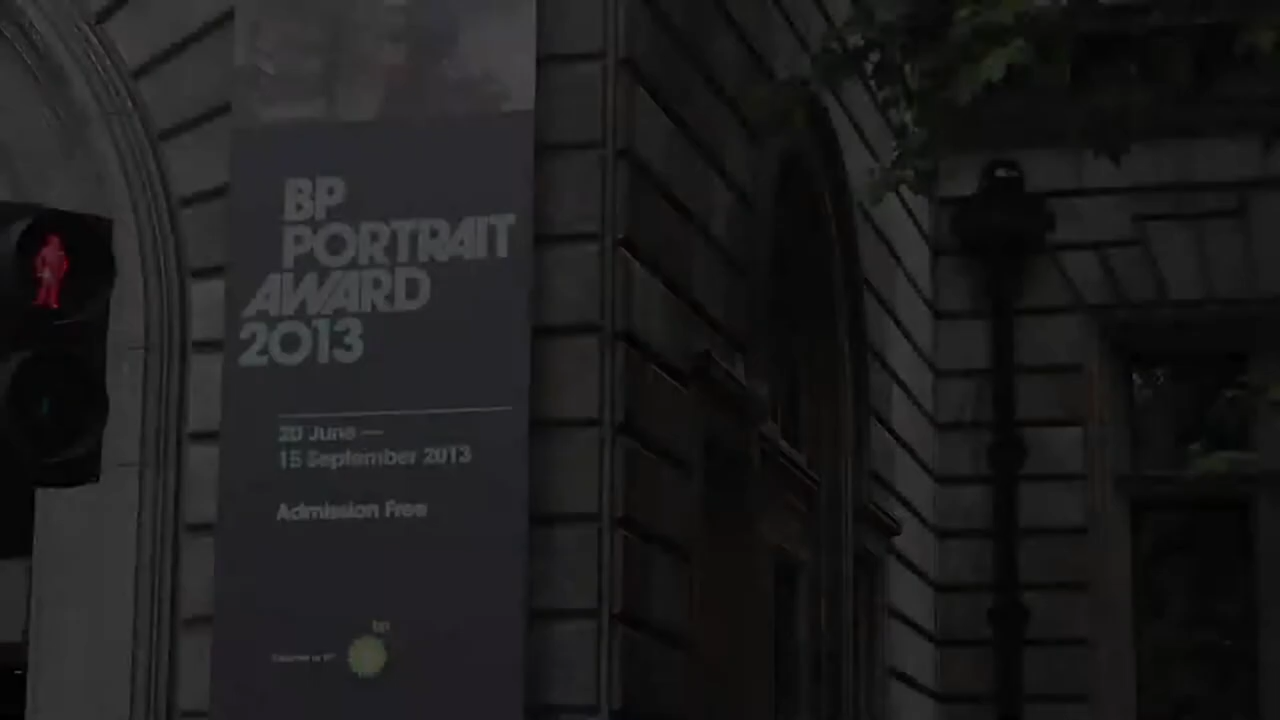 BP
PORTRAIT
AWARD
2013
20 June —
15 September 2013
Admission Free
bp